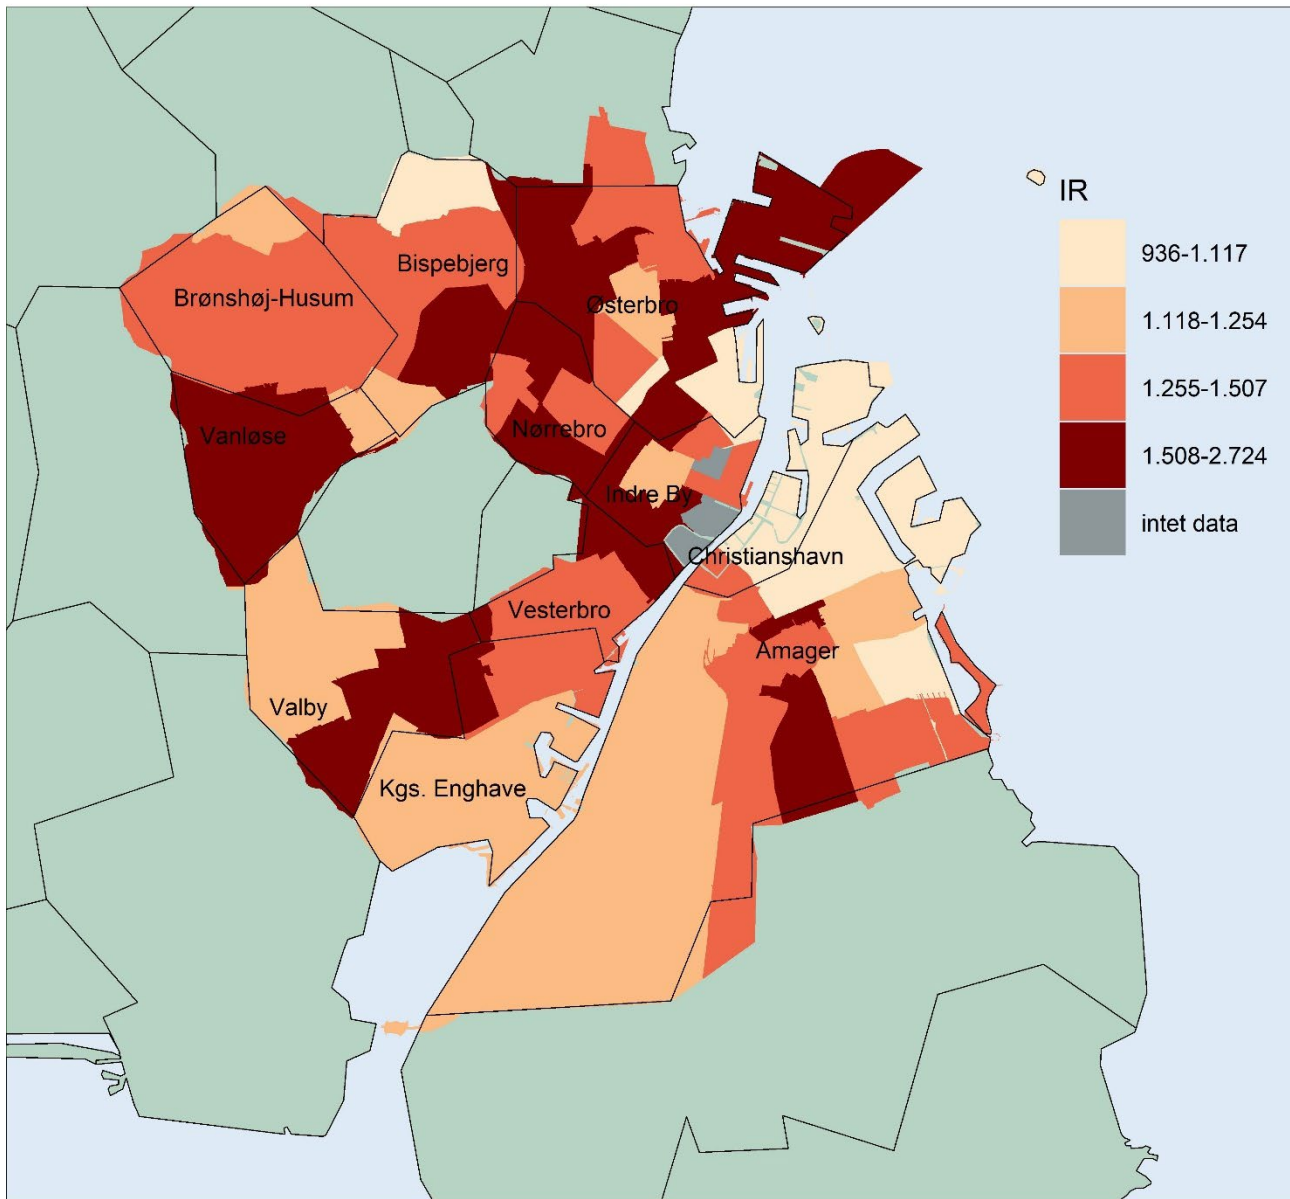 IR
936-1.117
1.118-1.254
1.255-1.507
1.508-2.724
intet data
Bispebjerg
Brønshøj-Husum
Østerbro
Vanløse
Nørrebro
Indre By
Christianshavn
Vesterbro
Amager
Valby
Kgs. Enghave